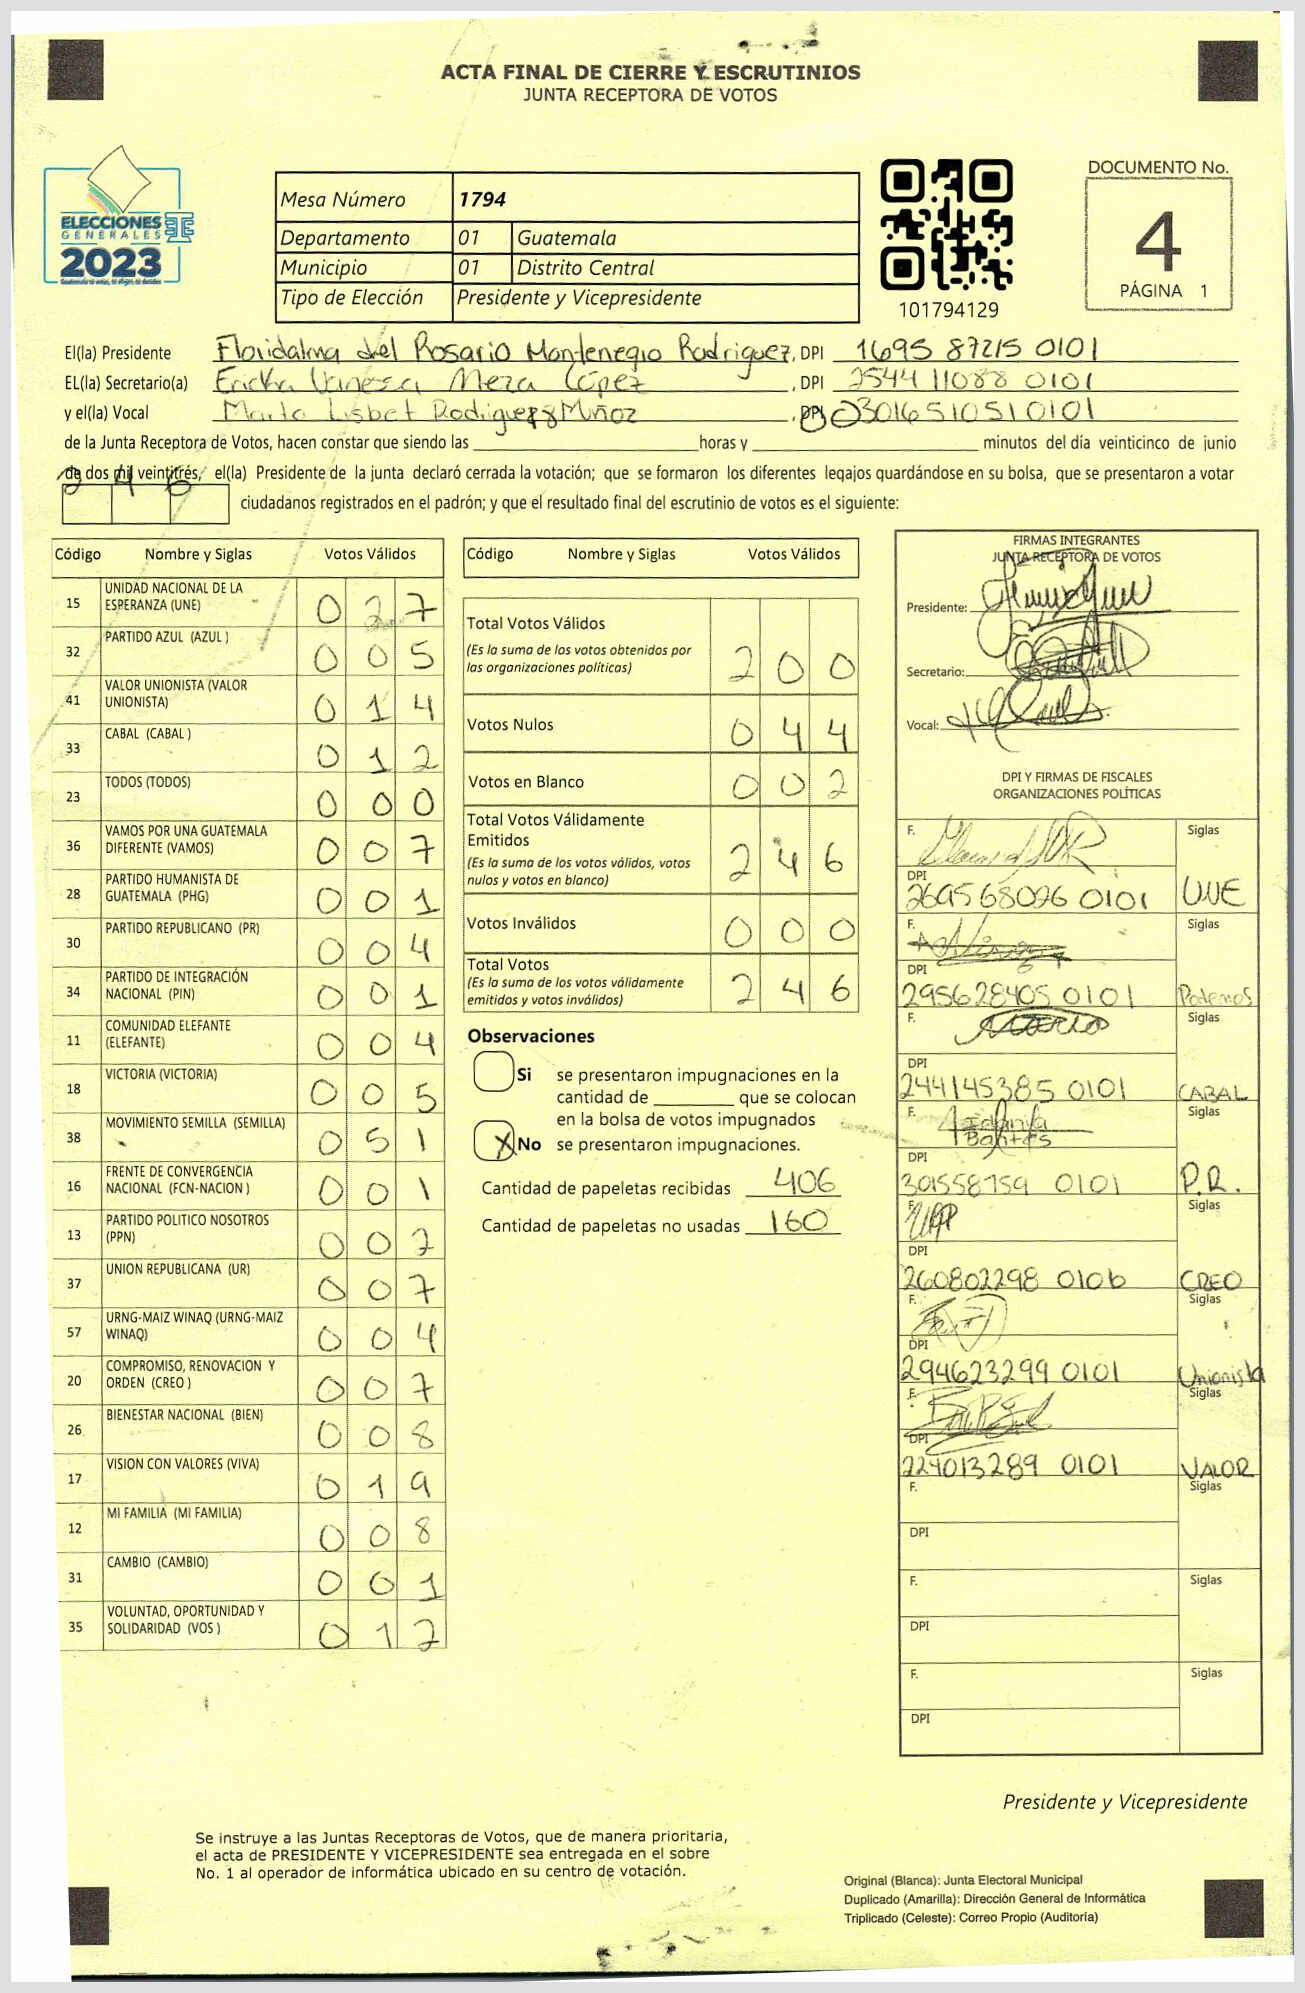 ACTA FINAL DE CIERRE Y ESCRUTINIOS
JUNTA RECEPTORA DE VOTOS
ELECCIONES
GENERALES
2023
Mesa Número 1794
Departamento 01 Guatemala
Municipio 01 Distrito Central
Tipo de Elección Presidente y Vicepresidente
101794129
DOCUMENTO No.
4
PÁGINA 1
El(la) Presidente Floridalma del Rosario Montenegro Rodriguez, DPI 1695 87215 0101
EL(la) Secretario(a) Ericka Vanesa Meza López, DPI 2544 11088 0101
y el(la) Vocal Marta Lisbet Rodriguez Muñoz, DPI 3016510510101
de la Junta Receptora de Votos, hacen constar que siendo las horas y minutos del día veinticinco de junio
de dos mil veintitrés, el(la) Presidente de la junta declaró cerrada la votación; que se formaron los diferentes legajos guardándose en su bolsa, que se presentaron a votar
246 ciudadanos registrados en el padrón; y que el resultado final del escrutinio de votos es el siguiente:
Código Nombre y Siglas Votos Válidos
15 UNIDAD NACIONAL DE LA ESPERANZA (UNE) 0 2 7
32 PARTIDO AZUL (AZUL ) 0 0 5
41 VALOR UNIONISTA (VALOR UNIONISTA) 0 1 4
33 CABAL (CABAL ) 0 1 2
23 TODOS (TODOS) 0 0 0
36 VAMOS POR UNA GUATEMALA DIFERENTE (VAMOS) 0 0 7
28 PARTIDO HUMANISTA DE GUATEMALA (PHG) 0 0 1
30 PARTIDO REPUBLICANO (PR) 0 0 4
34 PARTIDO DE INTEGRACIÓN NACIONAL (PIN) 0 0 1
11 COMUNIDAD ELEFANTE (ELEFANTE) 0 0 4
18 VICTORIA (VICTORIA) 0 0 5
38 MOVIMIENTO SEMILLA (SEMILLA) 0 5 1
16 FRENTE DE CONVERGENCIA NACIONAL (FCN-NACION ) 0 0 1
13 PARTIDO POLITICO NOSOTROS (PPN) 0 0 2
37 UNION REPUBLICANA (UR) 0 0 7
57 URNG-MAIZ WINAQ (URNG-MAIZ WINAQ) 0 0 4
20 COMPROMISO, RENOVACION Y ORDEN (CREO ) 0 0 7
26 BIENESTAR NACIONAL (BIEN) 0 0 8
17 VISION CON VALORES (VIVA) 0 1 9
12 MI FAMILIA (MI FAMILIA) 0 0 8
31 CAMBIO (CAMBIO) 0 0 1
35 VOLUNTAD, OPORTUNIDAD Y SOLIDARIDAD (VOS ) 0 1 2
Código Nombre y Siglas Votos Válidos
Total Votos Válidos 2 0 0
(Es la suma de los votos obtenidos por
las organizaciones políticas)
Votos Nulos 0 4 4
Votos en Blanco 0 0 2
Total Votos Válidamente
Emitidos 2 4 6
(Es la suma de los votos válidos, votos
nulos y votos en blanco)
Votos Inválidos 0 0 0
Total Votos 2 4 6
(Es la suma de los votos válidamente
emitidos y votos inválidos)
Observaciones
Si se presentaron impugnaciones en la
cantidad de que se colocan
en la bolsa de votos impugnados
X No se presentaron impugnaciones.
Cantidad de papeletas recibidas 406
Cantidad de papeletas no usadas 160
FIRMAS INTEGRANTES
JUNTA RECEPTORA DE VOTOS
Presidente:
Secretario:
Vocal:
DPI Y FIRMAS DE FISCALES
ORGANIZACIONES POLÍTICAS
F. Siglas
DPI
269568026 0101 UNE
F. Siglas
DPI
295628405 0101 Podemos
F. Siglas
DPI
244145385 0101 CABAL
F. Siglas
DPI
301558759 0101 P.R.
F. Siglas
DPI
260802298 0106 CREO
F. Siglas
DPI
294623299 0101 Unionista
F. Siglas
DPI
224013289 0101 VALOR
F. Siglas
DPI
F. Siglas
DPI
F. Siglas
DPI
Presidente y Vicepresidente
Se instruye a las Juntas Receptoras de Votos, que de manera prioritaria,
el acta de PRESIDENTE Y VICEPRESIDENTE sea entregada en el sobre
No. 1 al operador de informática ubicado en su centro de votación.
Original (Blanca): Junta Electoral Municipal
Duplicado (Amarilla): Dirección General de Informática
Triplicado (Celeste): Correo Propio (Auditoría)